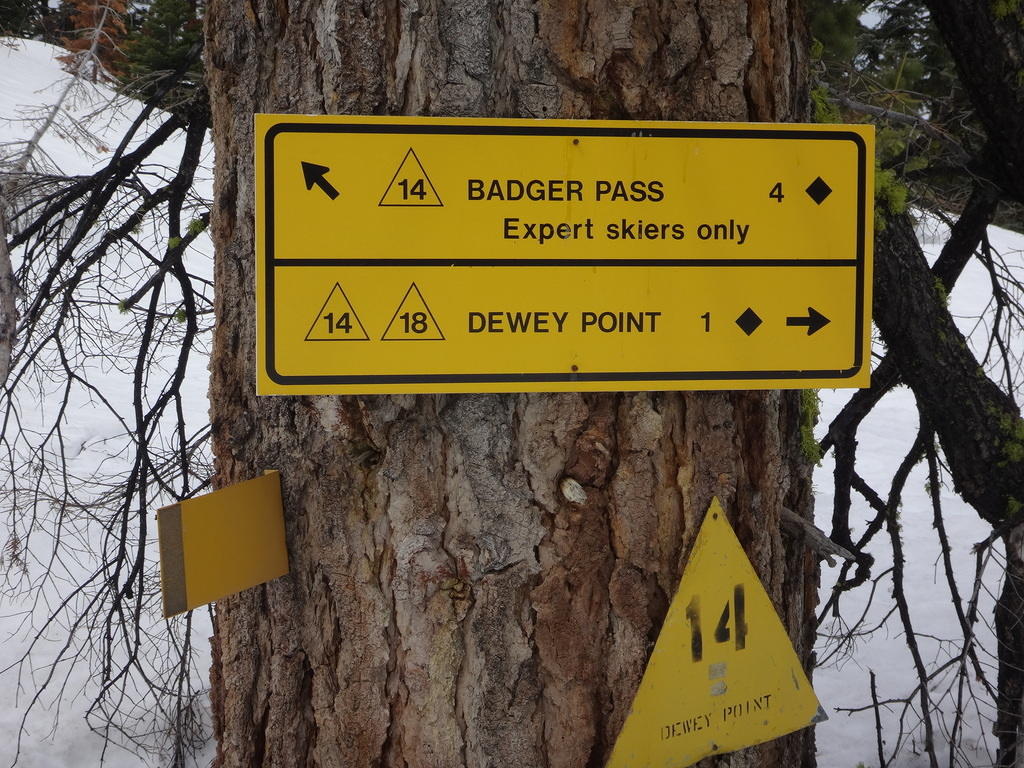 14 BADGER PASS 4
Expert skiers only
14 18 DEWEY POINT 1
14
DEWEY POINT